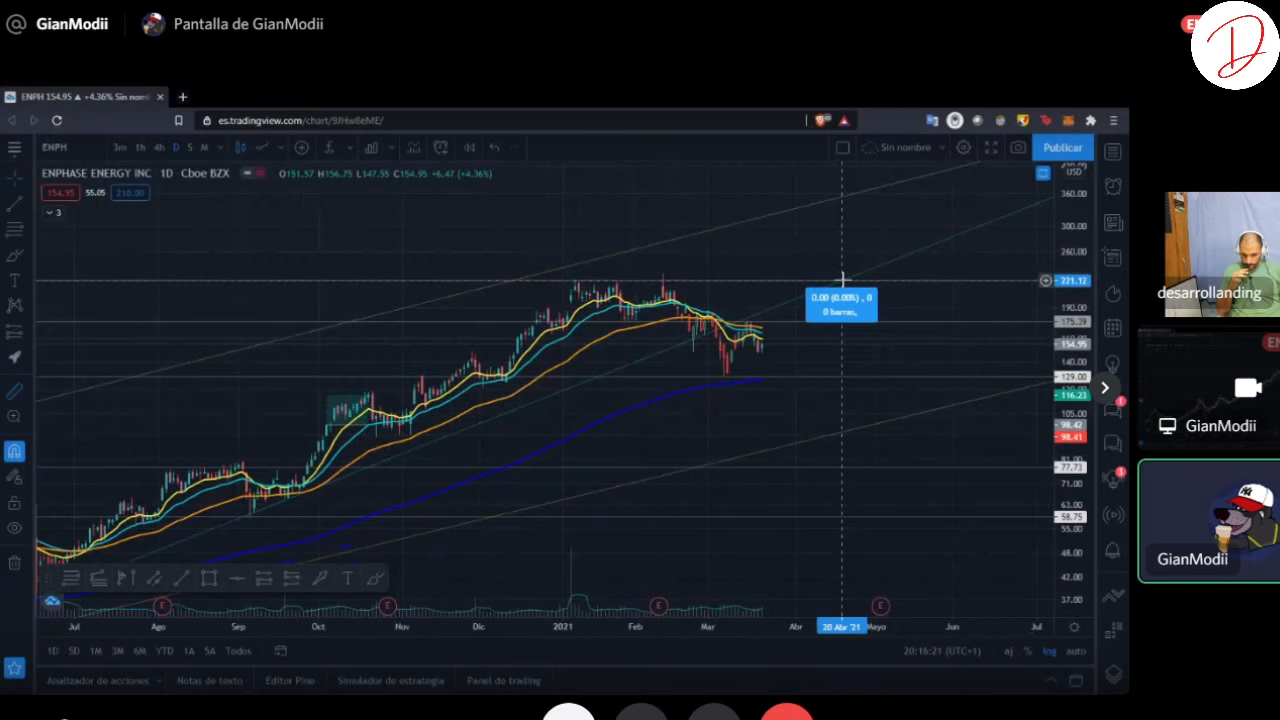 GianModii
Pantalla de GianModii
ENPH 154.95 ▲ +4.36% Sin nom
es.tradingview.com/chart/9JHw8eME/
ENPH
3m 1h 4h D S M
Sin nombre
Publicar
ENPHASE ENERGY INC 1D Cboe BZX
O151.57 H156.75 L147.55 C154.95 +6.47 (+4.36%)
154.95 55.05 210.00
3
USD
360.00
300.00
260.00
221.12
0.00 (0.00%) , 0
0 barras,
190.00
175.39
154.95
140.00
129.00
116.23
105.00
98.42
98.41
77.73
71.00
63.00
58.75
55.00
48.00
42.00
37.00
E
E
E
E
Jul Ago Sep Oct Nov Dic 2021 Feb Mar Abr 20 Abr '21 Mayo Jun Jul
1D 5D 1M 3M 6M YTD 1A 5A Todos
20:16:21 (UTC+1) aj % log auto
Analizador de acciones Notas de texto Editor Pine Simulador de estrategia Panel de trading
D
desarrollanding
EN
GianModii
GianModii